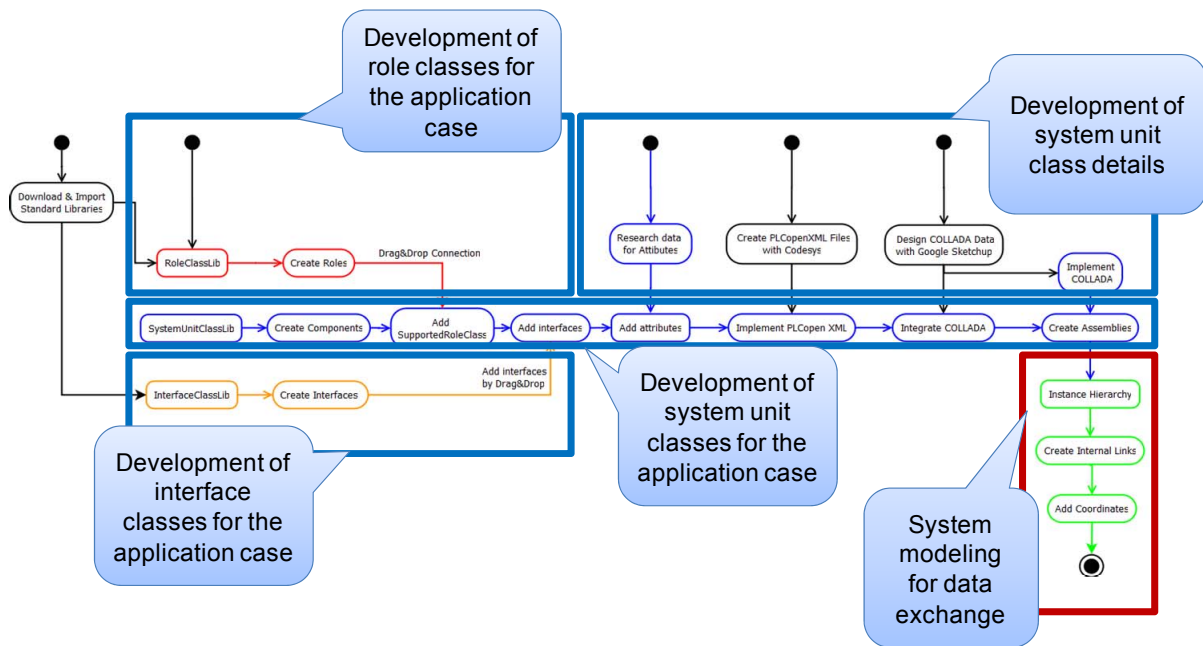 Development of
role classes for
the application
case
Development of
system unit
class details
Download & Import
Standard Libraries
RoleClassLib
Create Roles
Drag&Drop Connection
Research data
for Attibutes
Create PLCopenXML Files
with Codesys
Design COLLADA Data
with Google Sketchup
Implement
COLLADA
SystemUnitClassLib
Create Components
Add
SupportedRoleClass
Add interfaces
Add attributes
Implement PLCopen XML
Integrate COLLADA
Create Assemblies
InterfaceClassLib
Create Interfaces
Add interfaces
by Drag&Drop
Development of
interface
classes for the
application case
Development of
system unit
classes for the
application case
Instance Hierarchy
Create Internal Links
Add Coordinates
System
modeling
for data
exchange